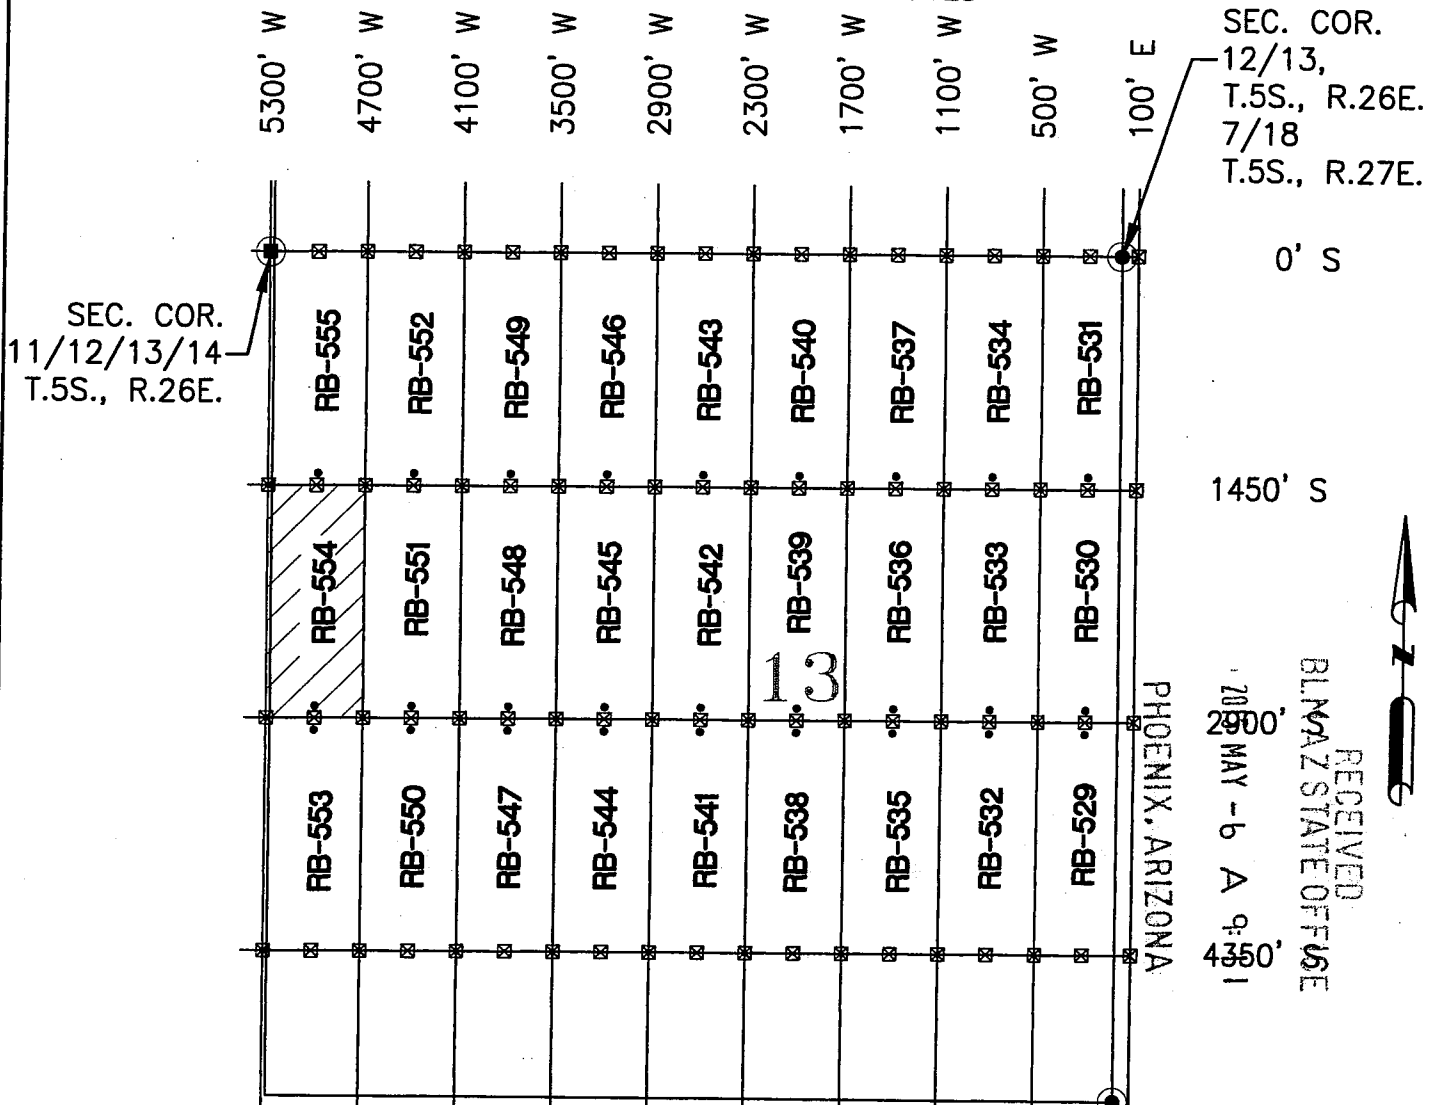 5300' W
4700' W
4100' W
3500' W
2900' W
2300' W
1700' W
1100' W
500' W
100' E
SEC. COR.
12/13,
T.5S., R.26E.
7/18
T.5S., R.27E.
0' S
SEC. COR.
11/12/13/14
T.5S., R.26E.
RB-555
RB-552
RB-549
RB-546
RB-543
RB-540
RB-537
RB-534
RB-531
1450' S
RB-554
RB-551
RB-548
RB-545
RB-542
RB-539
RB-536
RB-533
RB-530
13
2900' S
RB-553
RB-550
RB-547
RB-544
RB-541
RB-538
RB-535
RB-532
RB-529
4350' S
Z
RECEIVED
BLM AZ STATE OFFICE
MAY -6 A
PHOENIX, ARIZONA